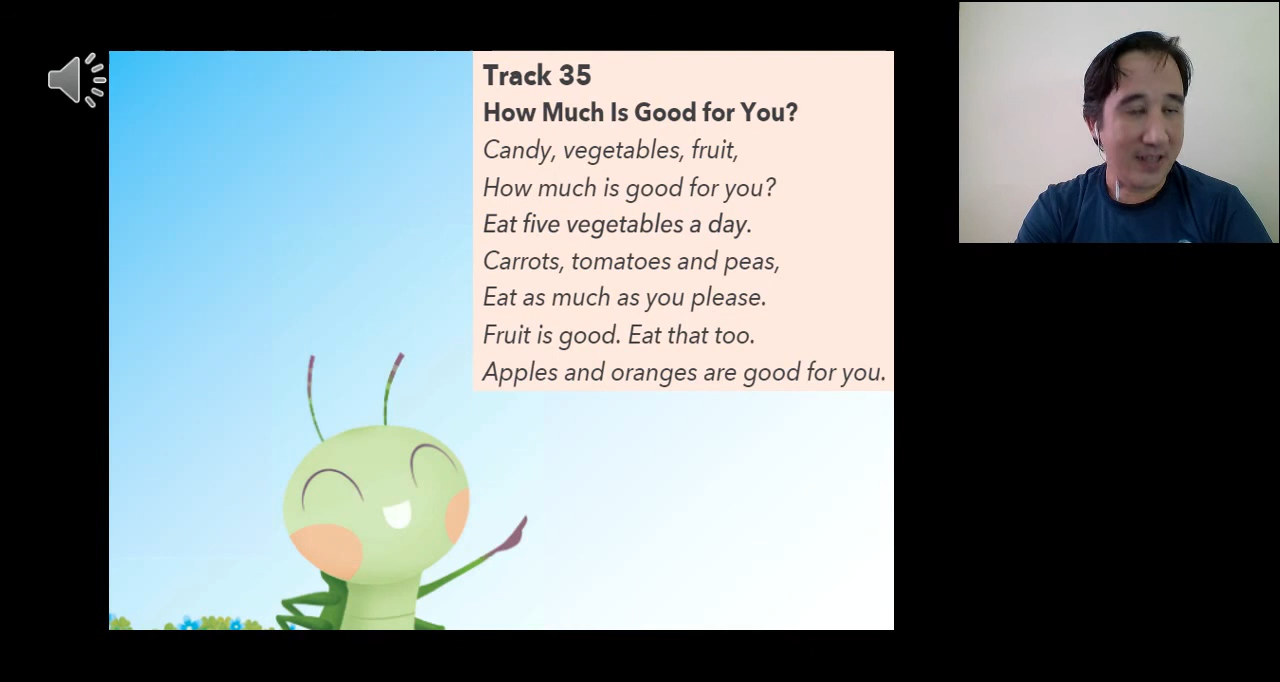 Track 35
How Much Is Good for You?
Candy, vegetables, fruit,
How much is good for you?
Eat five vegetables a day.
Carrots, tomatoes and peas,
Eat as much as you please.
Fruit is good. Eat that too.
Apples and oranges are good for you.